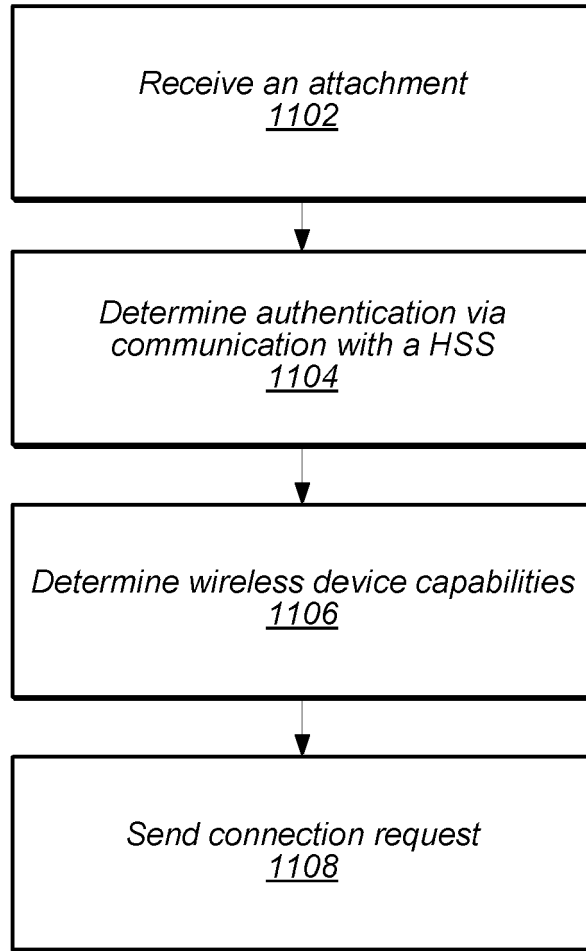 Receive an attachment
1102
Determine authentication via
communication with a HSS
1104
Determine wireless device capabilities
1106
Send connection request
1108